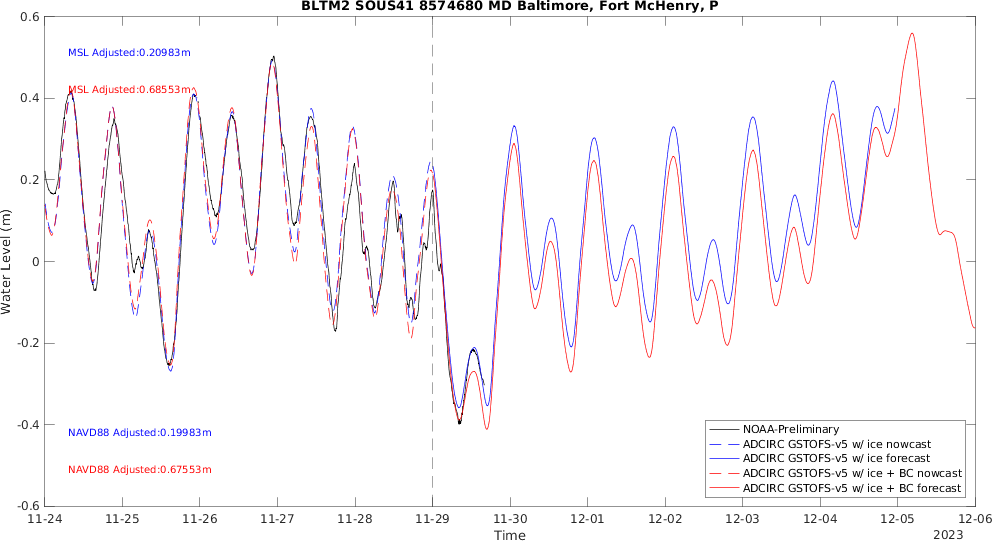 BLTM2 SOUS41 8574680 MD Baltimore, Fort McHenry, P
0.6
MSL Adjusted:0.20983m
MSL Adjusted:0.68553m
0.4
0.2
0
-0.2
-0.4
-0.6
Water Level (m)
NAVD88 Adjusted:0.19983m
NAVD88 Adjusted:0.67553m
NOAA-Preliminary
ADCIRC GSTOFS-v5 w/ ice nowcast
ADCIRC GSTOFS-v5 w/ ice forecast
ADCIRC GSTOFS-v5 w/ ice + BC nowcast
ADCIRC GSTOFS-v5 w/ ice + BC forecast
11-24 11-25 11-26 11-27 11-28 11-29 11-30 12-01 12-02 12-03 12-04 12-05 12-06
Time
2023